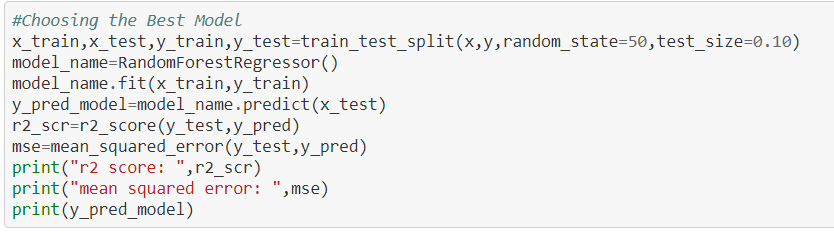 #Choosing the Best Model
x_train,x_test,y_train,y_test=train_test_split(x,y,random_state=50,test_size=0.10)
model_name=RandomForestRegressor()
model_name.fit(x_train,y_train)
y_pred_model=model_name.predict(x_test)
r2_scr=r2_score(y_test,y_pred)
mse=mean_squared_error(y_test,y_pred)
print("r2 score: ",r2_scr)
print("mean squared error: ",mse)
print(y_pred_model)